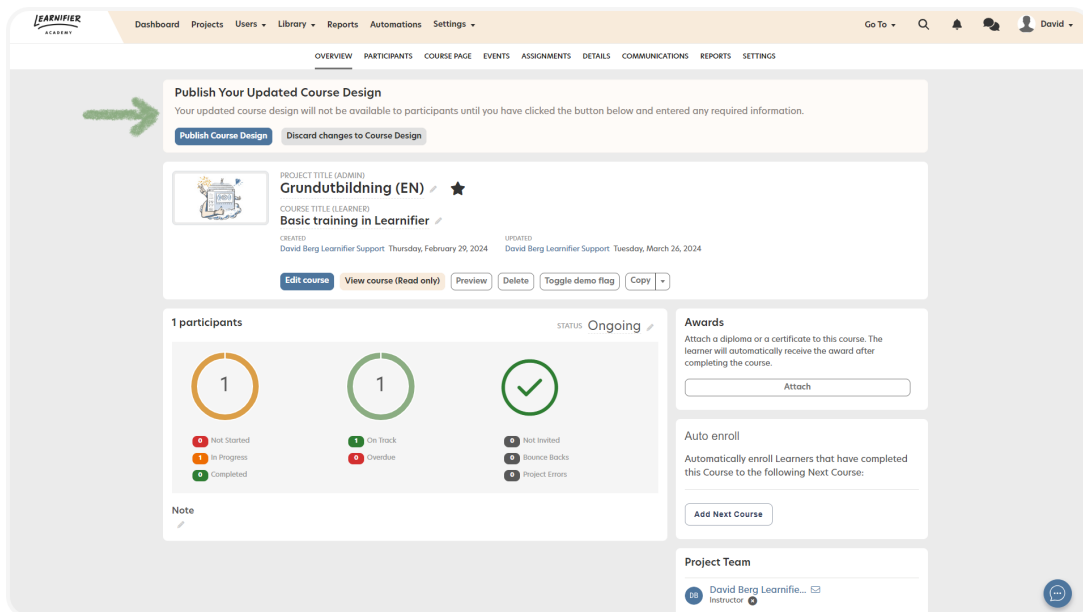 LEARNIFIER
ACADEMY
Dashboard Projects Users Library Reports Automations Settings
Go To David
OVERVIEW PARTICIPANTS COURSE PAGE EVENTS ASSIGNMENTS DETAILS COMMUNICATIONS REPORTS SETTINGS
Publish Your Updated Course Design
Your updated course design will not be available to participants until you have clicked the button below and entered any required information.
Publish Course Design Discard changes to Course Design
PROJECT TITLE (ADMIN)
Grundutbildning (EN)
COURSE TITLE (LEARNER)
Basic training in Learnifier
CREATED UPDATED
David Berg Learnifier Support Thursday, February 29, 2024 David Berg Learnifier Support Tuesday, March 26, 2024
Edit course View course (Read only) Preview Delete Toggle demo flag Copy
1 participants
STATUS Ongoing
1 1
0 Not Started 1 On Track 0 Not Invited
1 In Progress 0 Overdue 0 Bounce Backs
0 Completed 0 Project Errors
Note
Awards
Attach a diploma or a certificate to this course. The
learner will automatically receive the award after
completing the course.
Attach
Auto enroll
Automatically enroll Learners that have completed
this Course to the following Next Course:
Add Next Course
Project Team
DB David Berg Learnifie...
Instructor